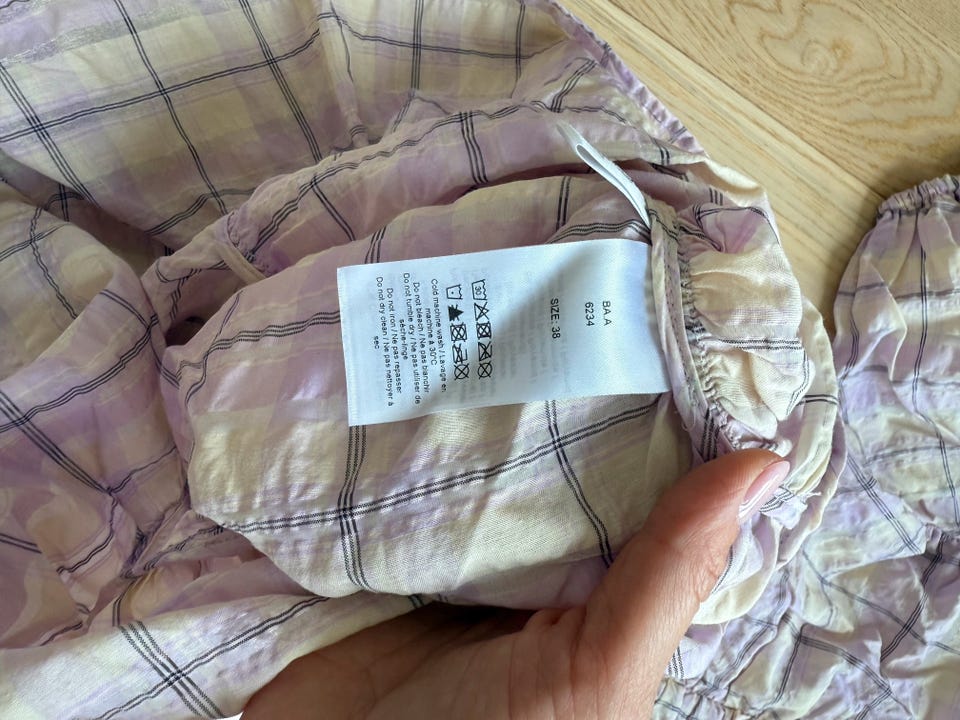 BA.A
6234
SIZE: 38
30
Cold machine wash / Lavage en
machine à 30°C
Do not bleach / Ne pas blanchir
Do not tumble dry / Ne pas utiliser de
sèche-linge
Do not iron / Ne pas repasser
Do not dry clean / Ne pas nettoyer à
sec